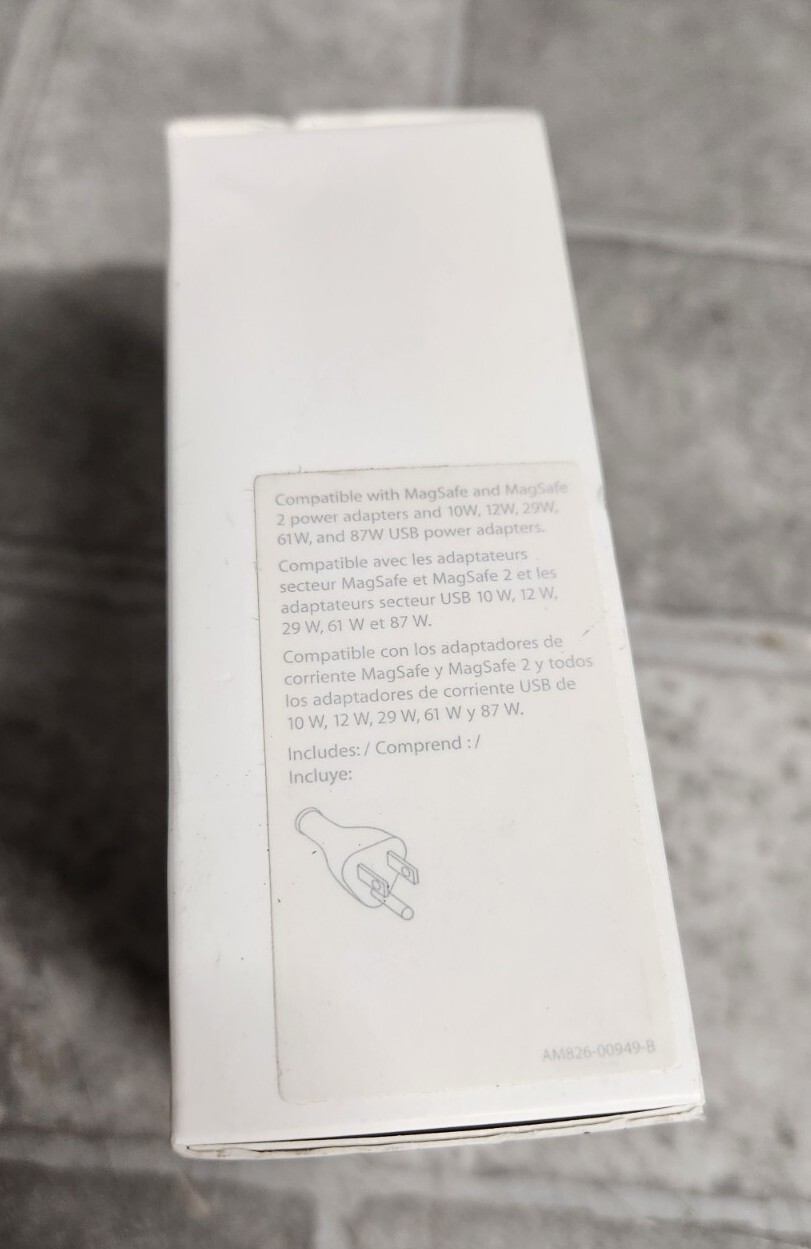 Compatible with MagSafe and MagSafe
2 power adapters and 10W, 12W, 29W,
61W, and 87W USB power adapters.
Compatible avec les adaptateurs
secteur MagSafe et MagSafe 2 et les
adaptateurs secteur USB 10 W, 12 W,
29 W, 61 W et 87 W.
Compatible con los adaptadores de
corriente MagSafe y MagSafe 2 y todos
los adaptadores de corriente USB de
10 W, 12 W, 29 W, 61 W y 87 W.
Includes: / Comprend : /
Incluye:
AM826-00949-B